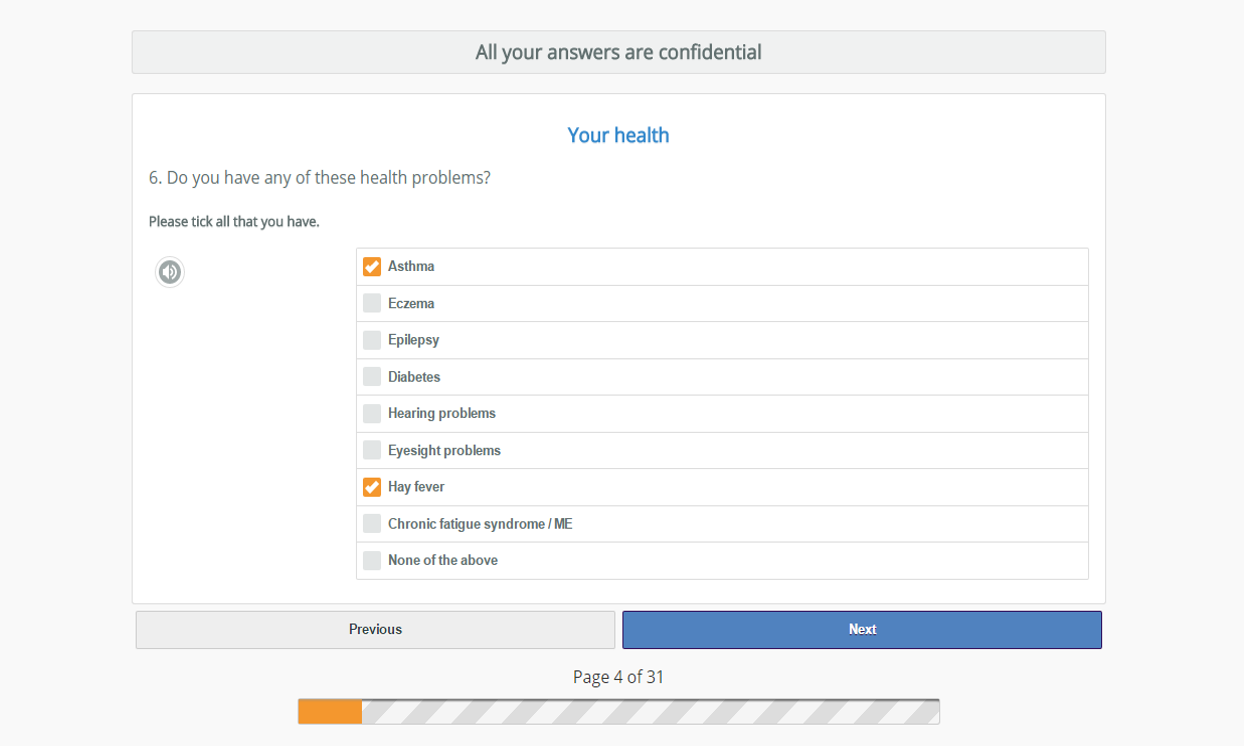 All your answers are confidential
Your health
6. Do you have any of these health problems?
Please tick all that you have.
Asthma
Eczema
Epilepsy
Diabetes
Hearing problems
Eyesight problems
Hay fever
Chronic fatigue syndrome / ME
None of the above
Previous
Next
Page 4 of 31